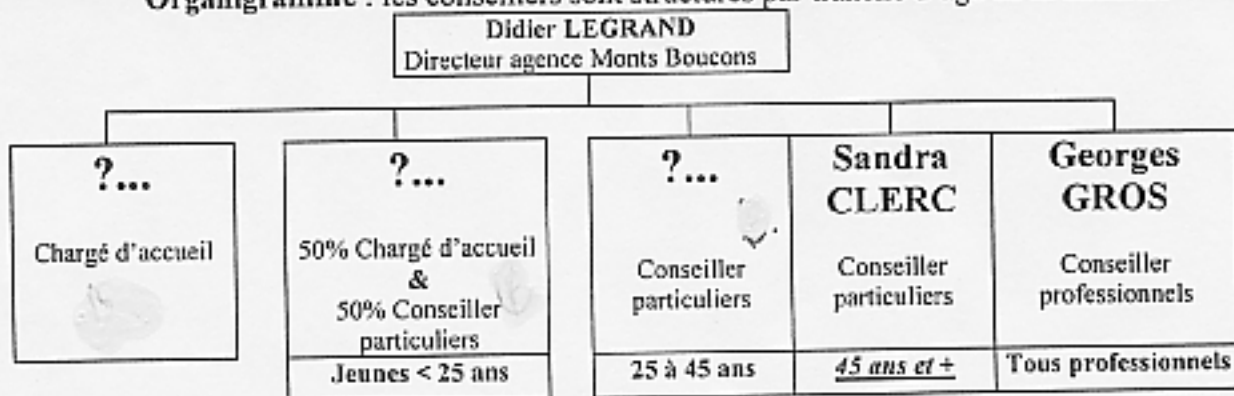 Organigramme : les conseillers sont structurés par
Didier LEGRAND
Directeur agence Monts Boucons
?...
Chargé d'accueil
?...
50% Chargé d'accueil
&
50% Conseiller
particuliers
Jeunes < 25 ans
?...
Conseiller
particuliers
25 à 45 ans
Sandra
CLERC
Conseiller
particuliers
45 ans et +
Georges
GROS
Conseiller
professionnels
Tous professionnels